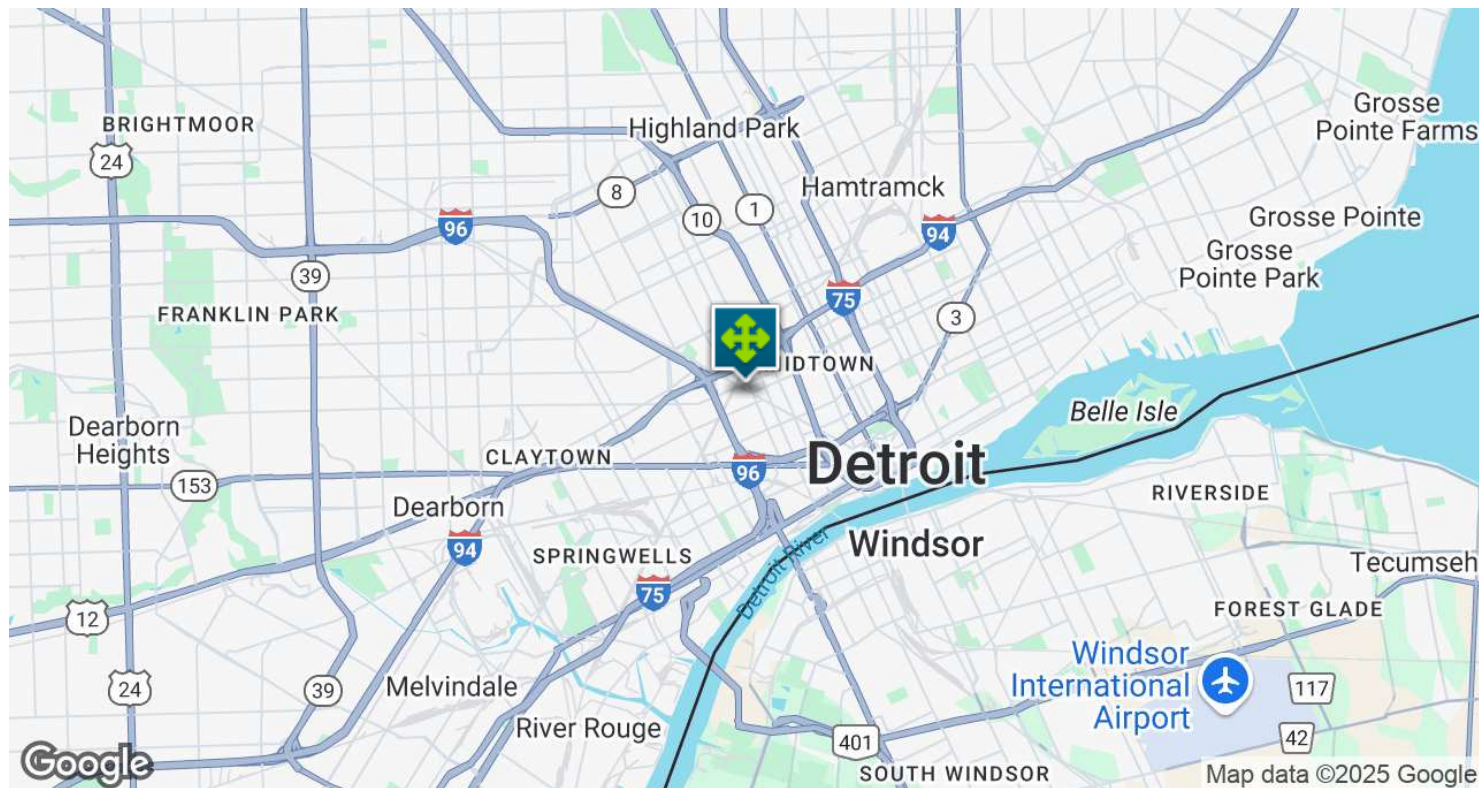 Grosse
Pointe Farms
BRIGHTMOOR
24
Highland Park
8
1
Hamtramck
10
96
94
Grosse Pointe
39
Grosse
Pointe Park
75
FRANKLIN PARK
3
IDTOWN
Belle Isle
Dearborn
Heights
CLAYTOWN
96
Detroit
153
RIVERSIDE
Dearborn
94
SPRINGWELLS
Windsor
Tecumseh
75
Detroit River
12
FOREST GLADE
Windsor
International
Airport
24
39
Melvindale
117
River Rouge
401
42
Google
SOUTH WINDSOR
Map data ©2025 Google